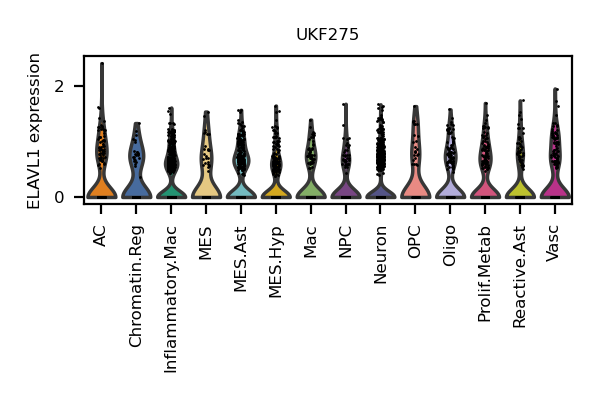 UKF275
ELAVL1 expression
2
0
AC
Chromatin.Reg
Inflammatory.Mac
MES
MES.Ast
MES.Hyp
Mac
NPC
Neuron
OPC
Oligo
Prolif.Metab
Reactive.Ast
Vasc